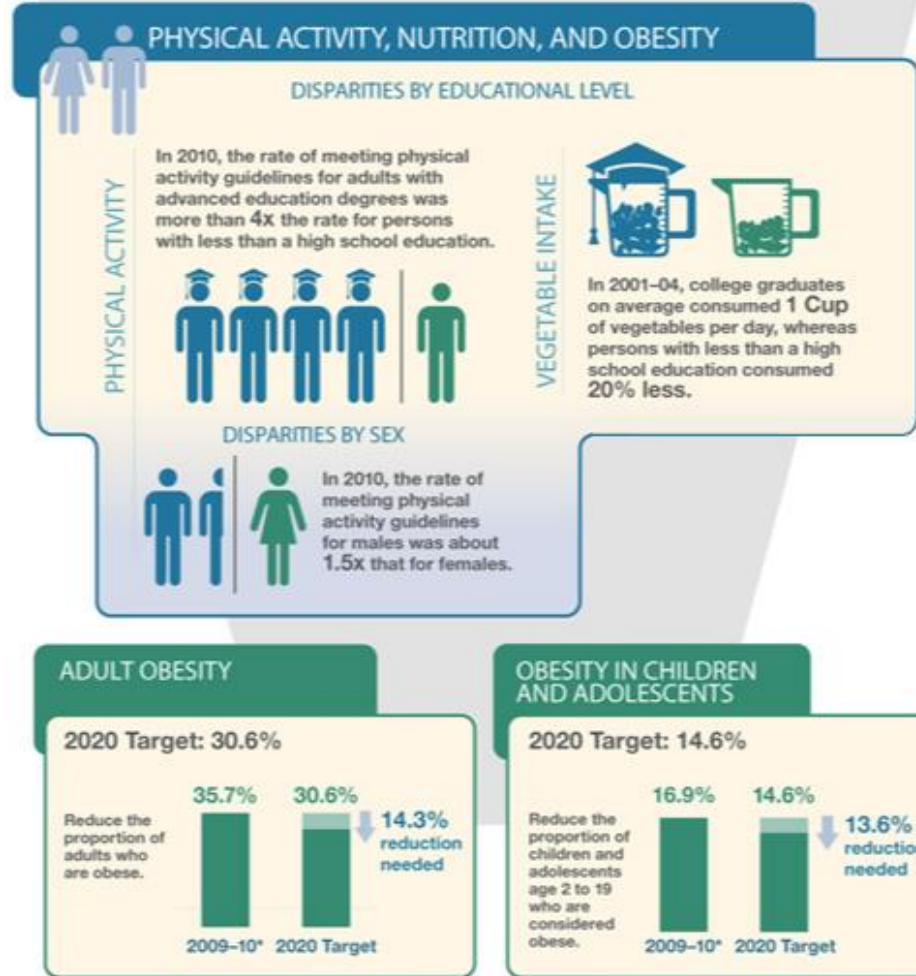 PHYSICAL ACTIVITY, NUTRITION, AND OBESITY
DISPARITIES BY EDUCATIONAL LEVEL
PHYSICAL ACTIVITY
In 2010, the rate of meeting physical
activity guidelines for adults with
advanced education degrees was
more than 4x the rate for persons
with less than a high school education.
VEGETABLE INTAKE
In 2001–04, college graduates
on average consumed 1 Cup
of vegetables per day, whereas
persons with less than a high
school education consumed
20% less.
DISPARITIES BY SEX
In 2010, the rate of
meeting physical
activity guidelines
for males was about
1.5x that for females.
ADULT OBESITY
2020 Target: 30.6%
Reduce the
proportion of
adults who
are obese.
35.7% 30.6%
14.3%
reduction
needed
2009–10* 2020 Target
OBESITY IN CHILDREN
AND ADOLESCENTS
2020 Target: 14.6%
Reduce the
proportion of
children and
adolescents
age 2 to 19
who are
considered
obese.
16.9% 14.6%
13.6%
reduction
needed
2009–10* 2020 Target